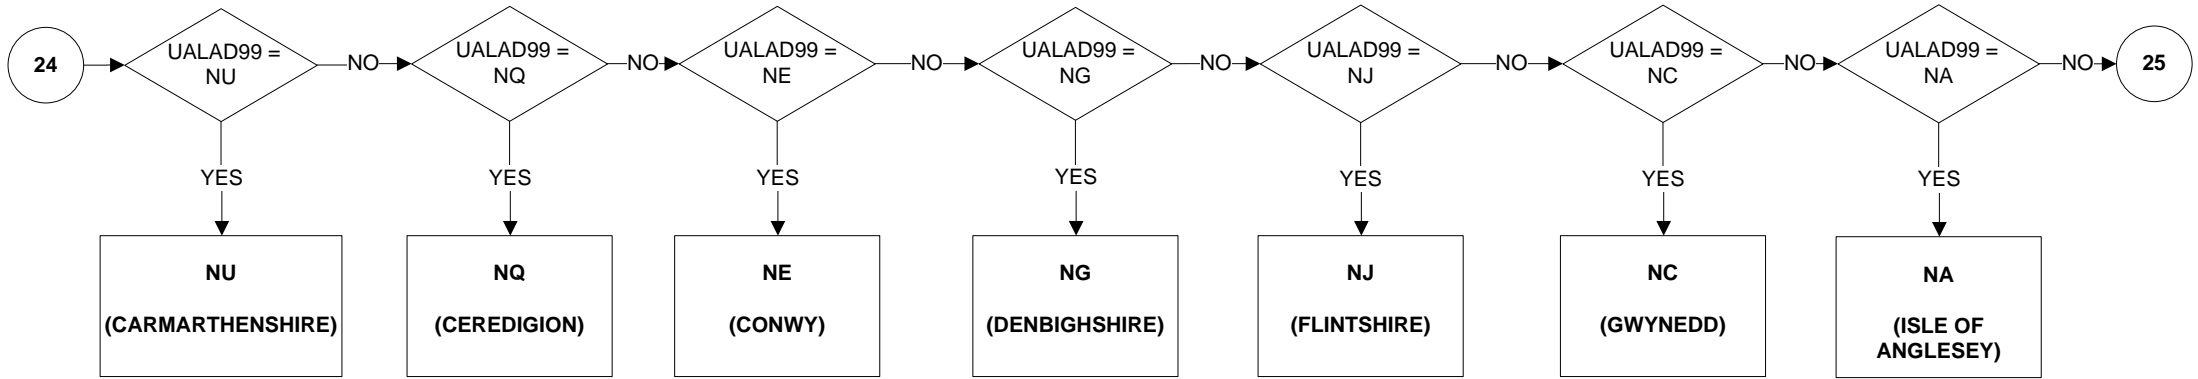 24
UALAD99 =
NU
NO
UALAD99 =
NQ
NO
UALAD99 =
NE
NO
UALAD99 =
NG
NO
UALAD99 =
NJ
NO
UALAD99 =
NC
NO
UALAD99 =
NA
NO
25
YES
YES
YES
YES
YES
YES
YES
NU
(CARMARTHENSHIRE)
NQ
(CEREDIGION)
NE
(CONWY)
NG
(DENBIGHSHIRE)
NJ
(FLINTSHIRE)
NC
(GWYNEDD)
NA
(ISLE OF
ANGLESEY)